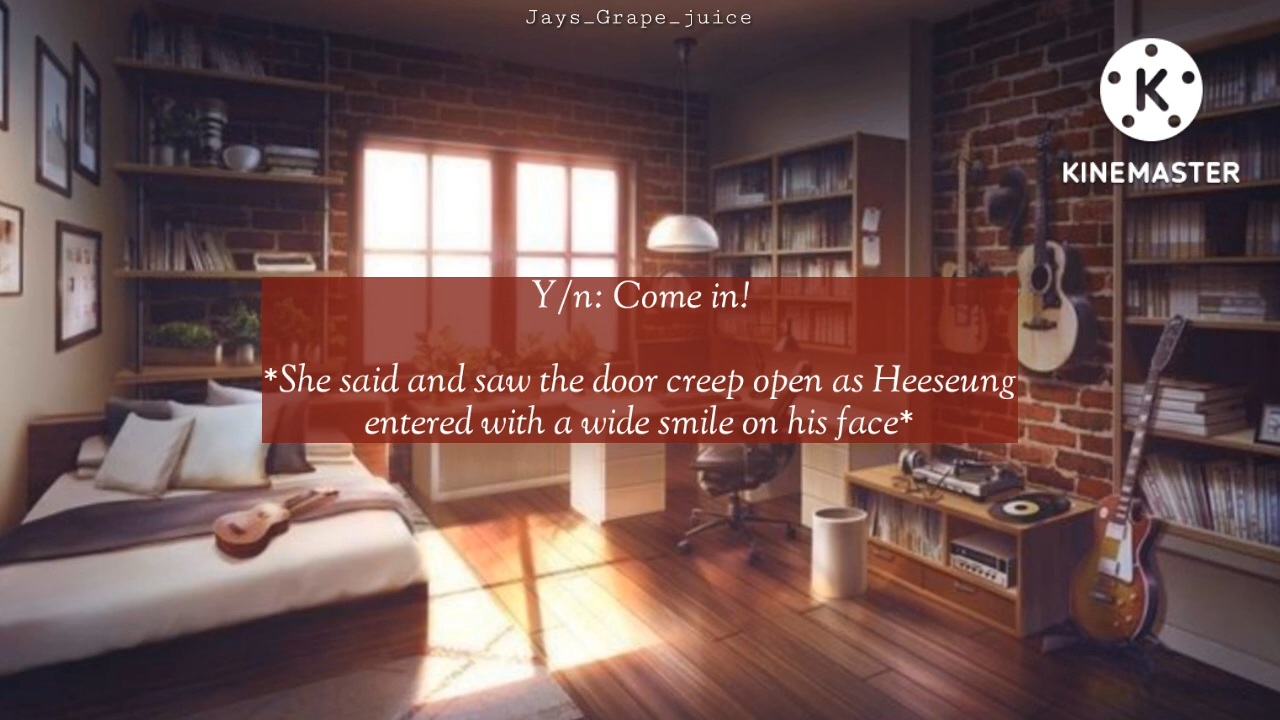 Jays_Grape_juice
K
KINEMASTER
Y/n: Come in!
*She said and saw the door creep open as Heeseung
entered with a wide smile on his face*